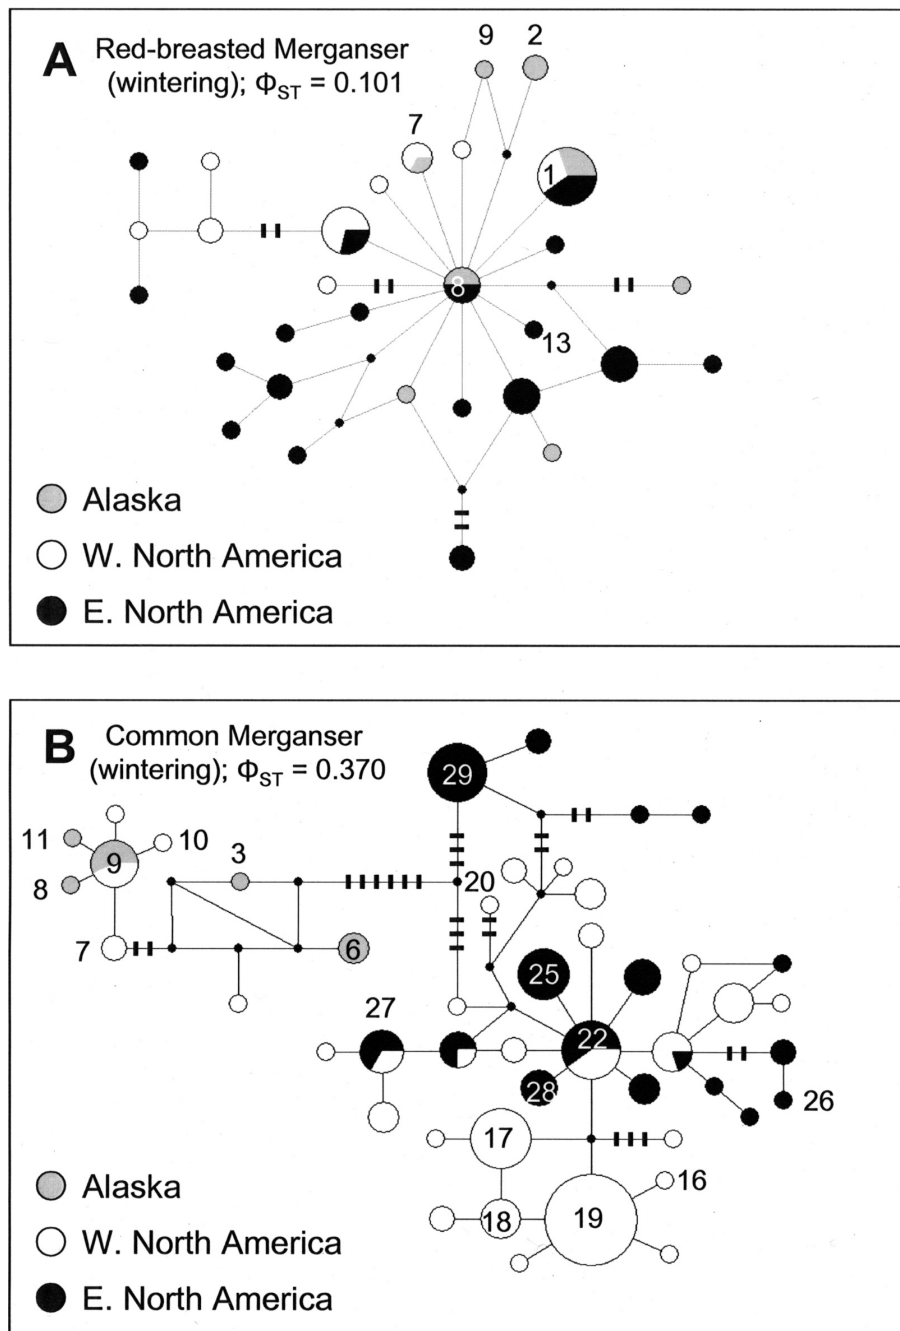 A Red-breasted Merganser
(wintering); Φ_ST = 0.101
9 2
7
1
8
13
Alaska
W. North America
E. North America
B Common Merganser
(wintering); Φ_ST = 0.370
29
11
10
3
9
8
20
7
6
25
27
22
28
26
17
16
18
19
Alaska
W. North America
E. North America